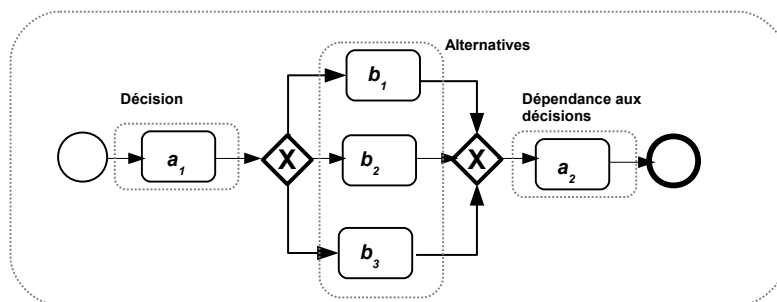 Alternatives
Décision
Dépendance aux
décisions
b1
a1
X
b2
X
a2
b3